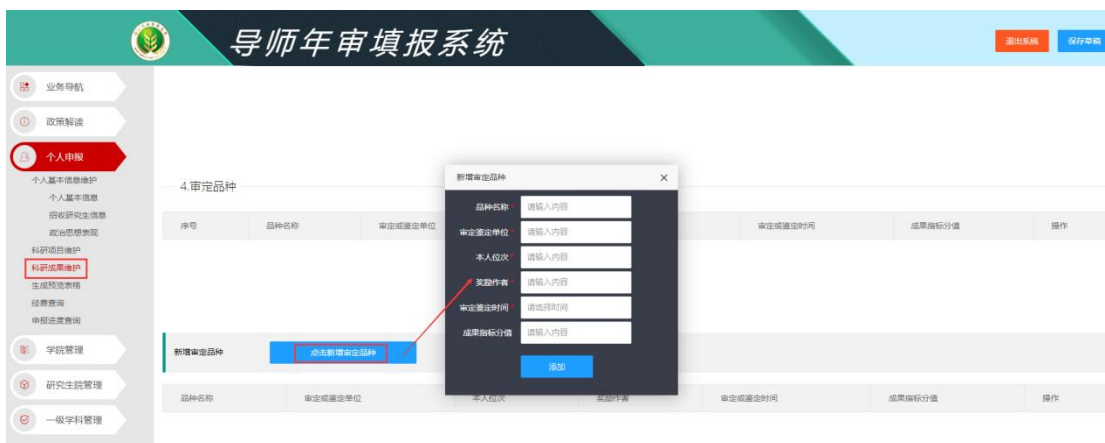 导师年审填报系统
退出系统 保存草稿
业务导航
政策解读
个人申报
个人基本信息维护
个人基本信息
招收研究生信息
政治思想表现
科研项目维护
科研成果维护
生成预览表格
经费查询
申报进度查询
学院管理
研究生院管理
一级学科管理
4.审定品种
序号 品种名称 审定或鉴定单位 审定或鉴定时间 成果指标分值 操作
新增审定品种 ×
品种名称* 请输入内容
审定鉴定单位* 请输入内容
本人位次* 请输入内容
奖励作者* 请输入内容
审定鉴定时间* 请选择时间
成果指标分值 请输入内容
添加
新增审定品种 点击新增审定品种
品种名称 审定或鉴定单位 本人位次 奖励作者 审定或鉴定时间 成果指标分值 操作